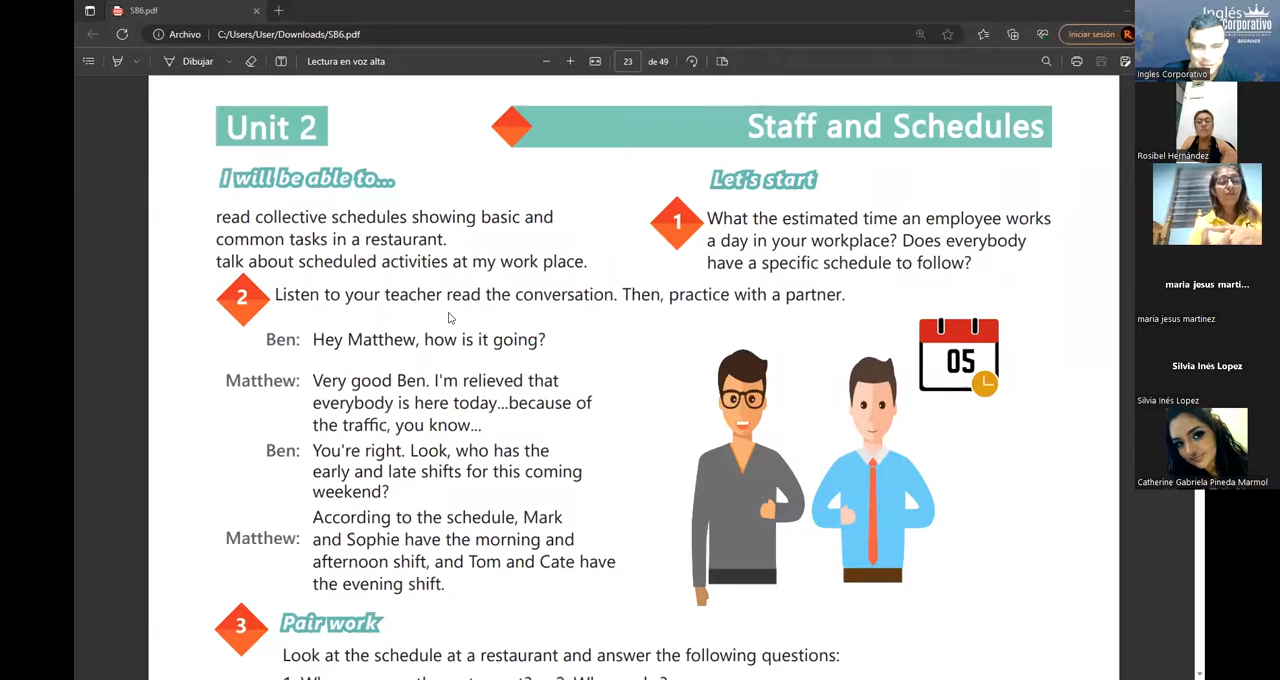 SB6.pdf
Archivo
C:/Users/User/Downloads/SB6.pdf
Iniciar sesión
R
Dibujar
Lectura en voz alta
23
de 49
Unit 2
Staff and Schedules
I will be able to...
read collective schedules showing basic and
common tasks in a restaurant.
talk about scheduled activities at my work place.
Let's start
1
What the estimated time an employee works
a day in your workplace? Does everybody
have a specific schedule to follow?
2
Listen to your teacher read the conversation. Then, practice with a partner.
Ben: Hey Matthew, how is it going?
Matthew: Very good Ben. I'm relieved that
everybody is here today...because of
the traffic, you know...
Ben: You're right. Look, who has the
early and late shifts for this coming
weekend?
According to the schedule, Mark
Matthew: and Sophie have the morning and
afternoon shift, and Tom and Cate have
the evening shift.
05
3
Pair work
Look at the schedule at a restaurant and answer the following questions:
Inglés
Corporativo
BEGINNER
Ingles Corporativo
Rosibel Hernández
maria jesus marti...
maria jesus martinez
Silvia Inés Lopez
Silvia Inés Lopez
Catherine Gabriela Pineda Marmol